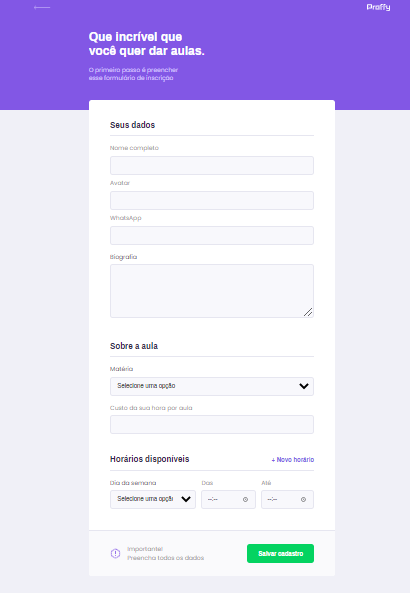 Proffy
Que incrível que
você quer dar aulas.
O primeiro passo é preencher
esse formulário de inscrição
Seus dados
Nome completo
Avatar
WhatsApp
Biografia
Sobre a aula
Matéria
Selecione uma opção
Custo da sua hora por aula
Horários disponíveis
+ Novo horário
Dia da semana Das Até
Selecione uma opção --:-- --:--
Importante!
Preencha todos os dados
Salvar cadastro